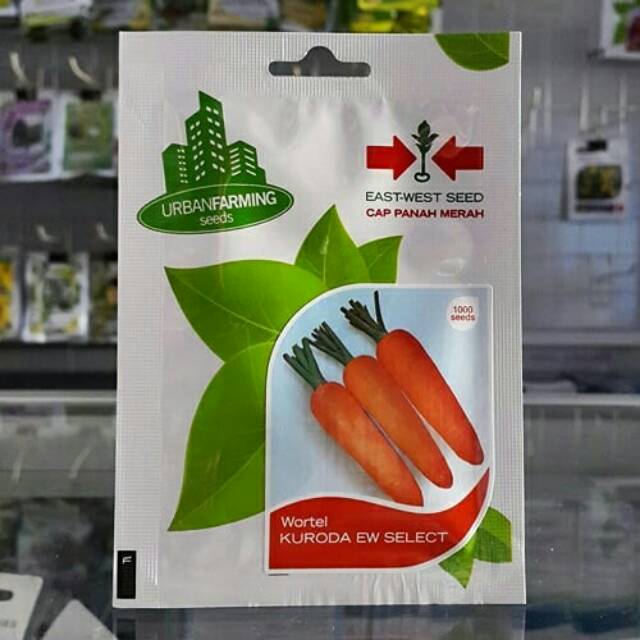 URBANFARMING
seeds
EAST-WEST SEED
CAP PANAH MERAH
1000
seeds
Wortel
KURODA EW SELECT